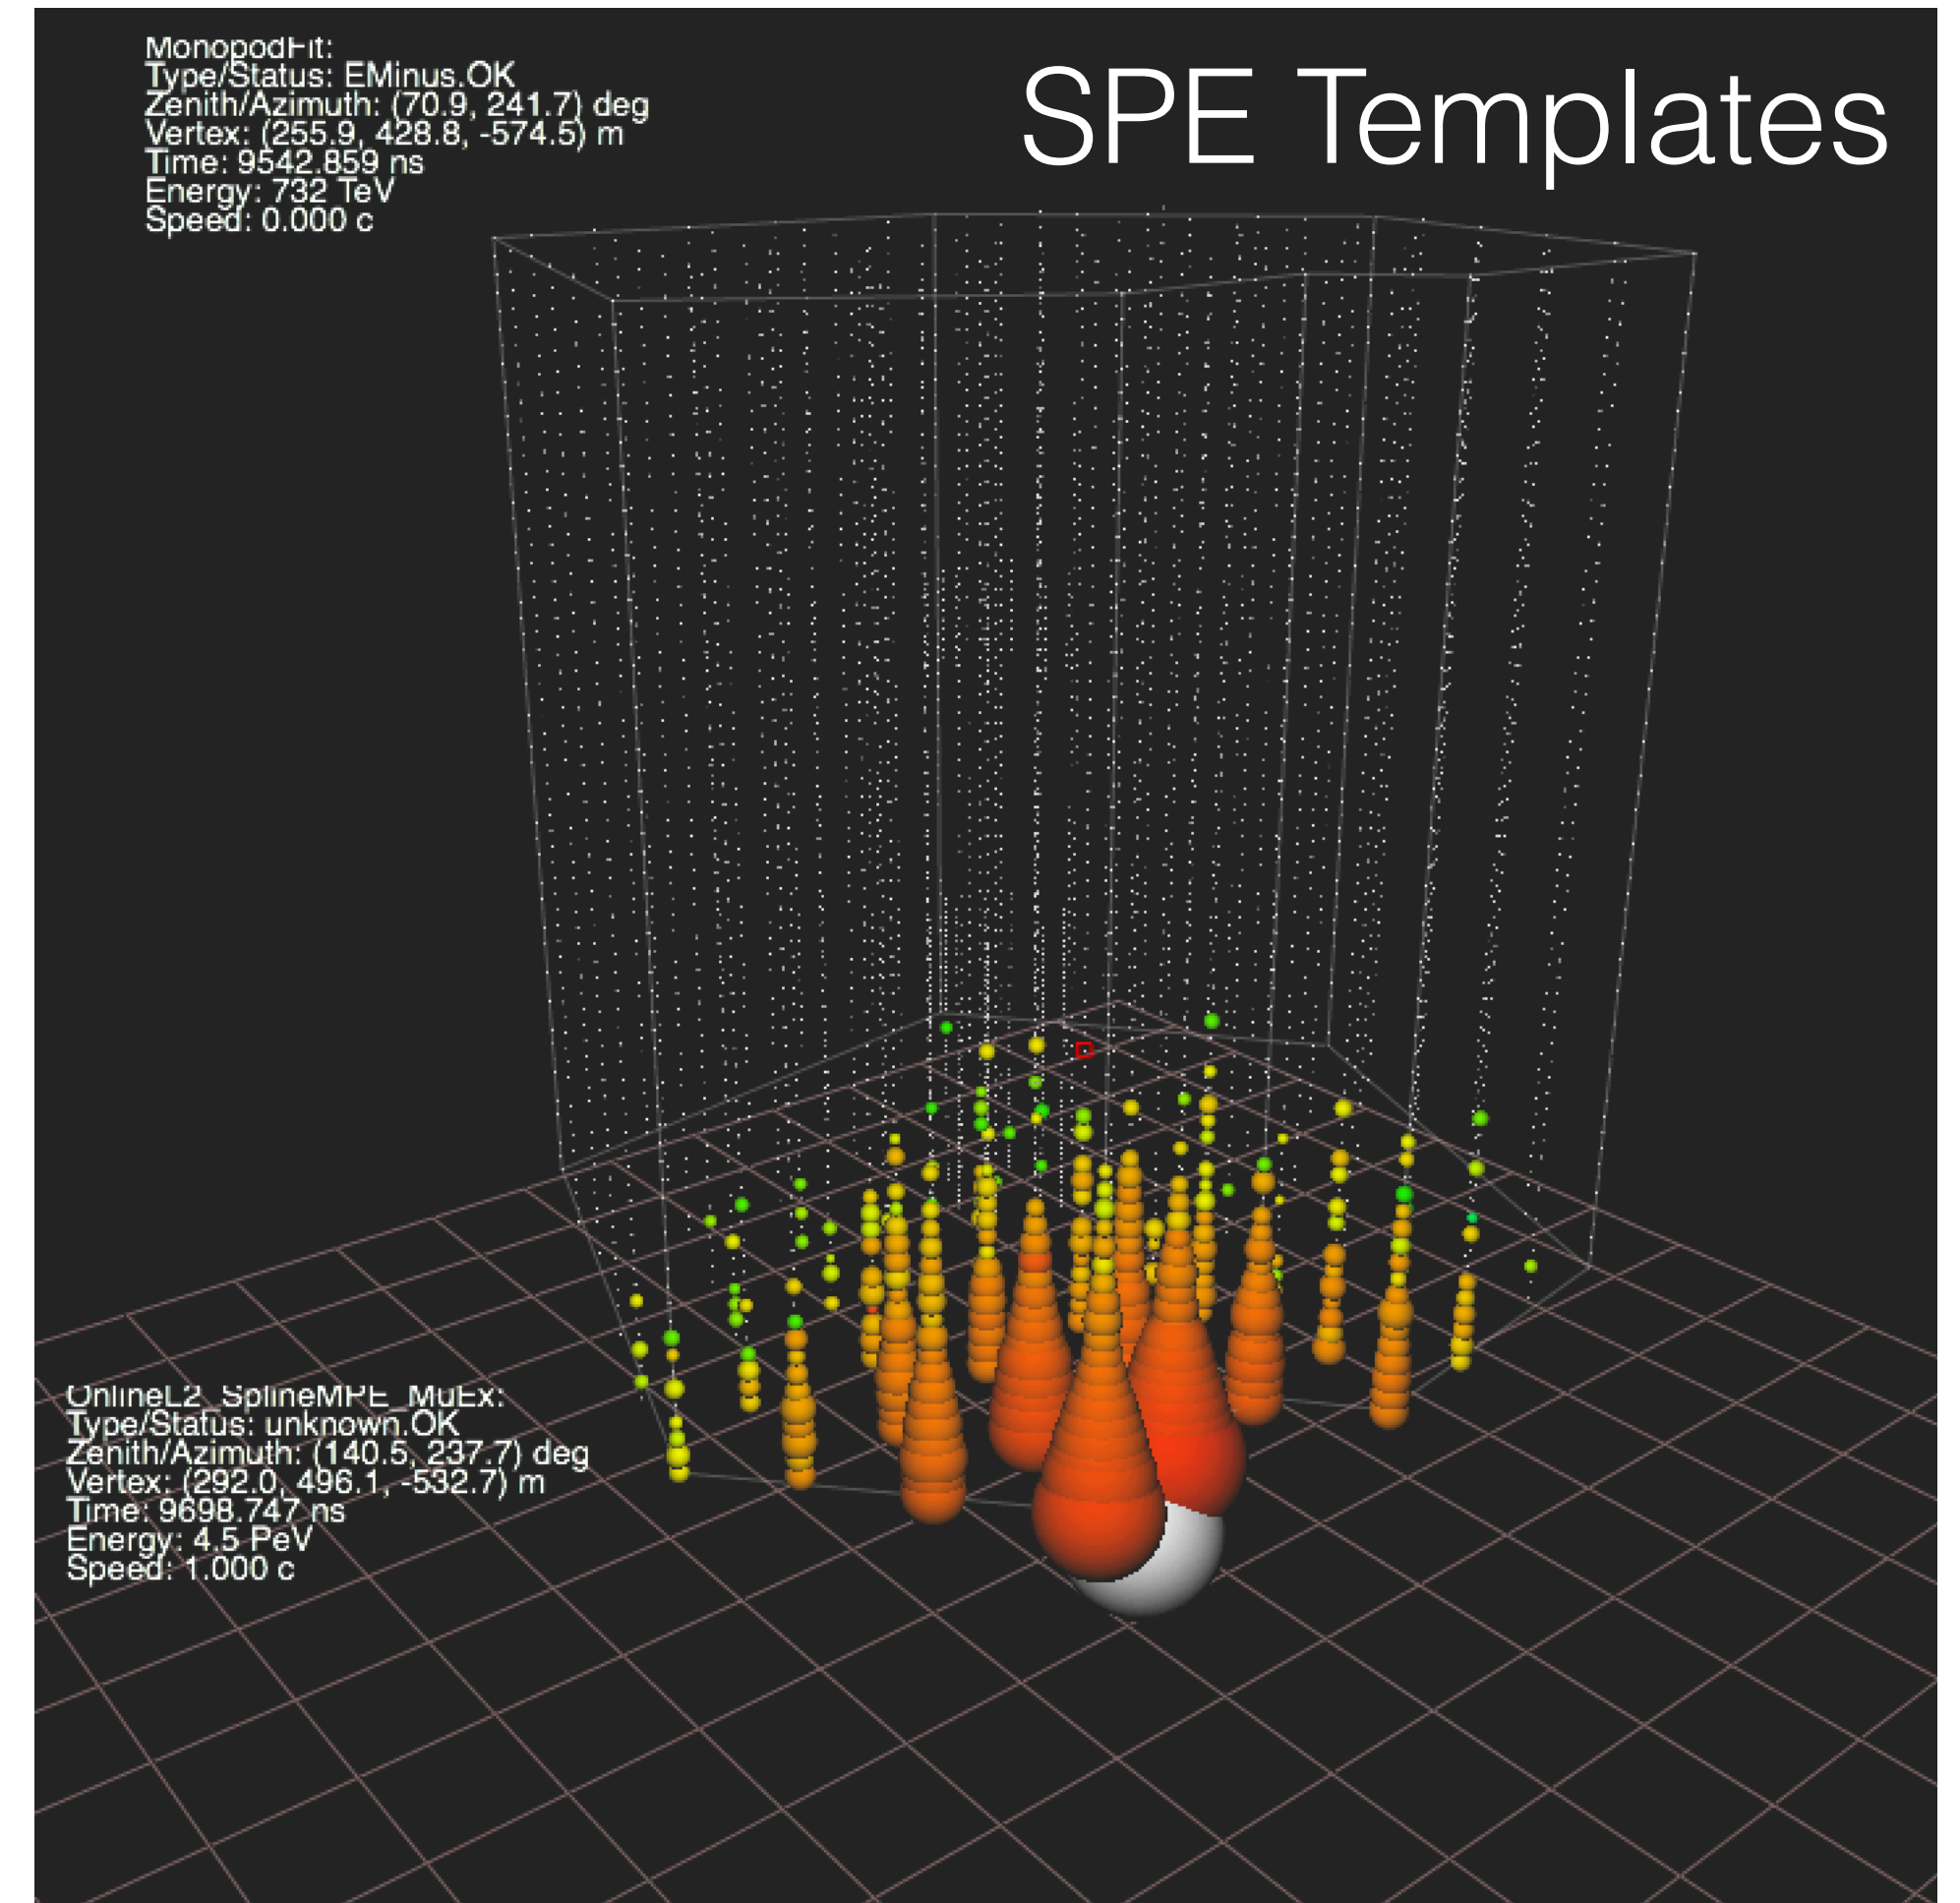 MonopodFit:
Type/Status: EMinus.OK
Zenith/Azimuth: (70.9, 241.7) deg
Vertex: (255.9, 428.8, -574.5) m
Time: 9542.859 ns
Energy: 732 TeV
Speed: 0.000 c
SPE Templates
OnlineL2_SplineMPE_MuEx:
Type/Status: unknown.OK
Zenith/Azimuth: (140.5, 237.7) deg
Vertex: (292.0, 496.1, -532.7) m
Time: 9698.747 ns
Energy: 4.5 PeV
Speed: 1.000 c